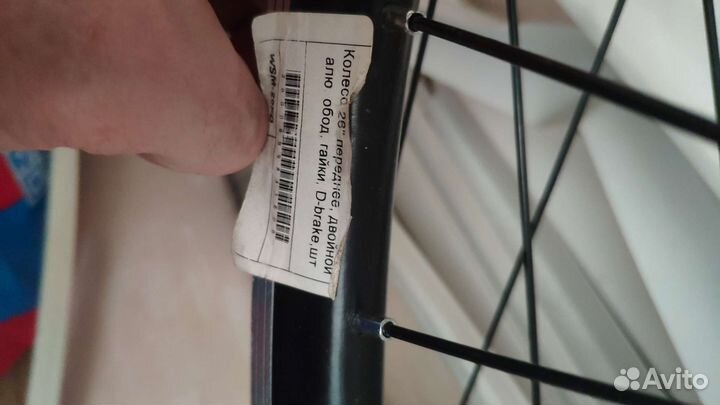 Колесо 26" переднее, двойной
алю обод, гайки, D-brake,шт
Avito